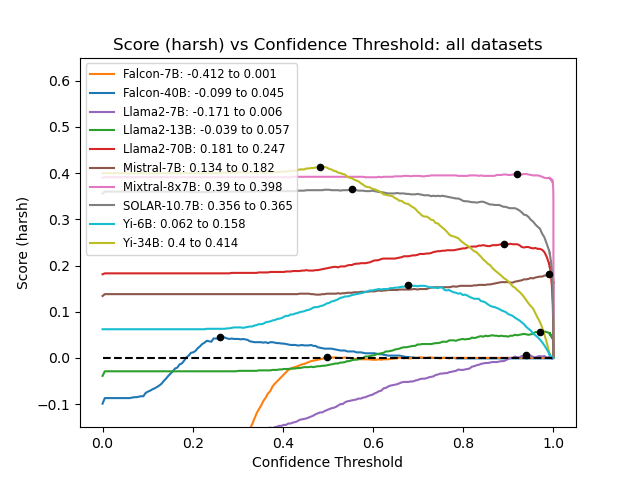 Score (harsh) vs Confidence Threshold: all datasets
Score (harsh)
0.6
0.5
0.4
0.3
0.2
0.1
0.0
−0.1
Falcon-7B: -0.412 to 0.001
Falcon-40B: -0.099 to 0.045
Llama2-7B: -0.171 to 0.006
Llama2-13B: -0.039 to 0.057
Llama2-70B: 0.181 to 0.247
Mistral-7B: 0.134 to 0.182
Mixtral-8x7B: 0.39 to 0.398
SOLAR-10.7B: 0.356 to 0.365
Yi-6B: 0.062 to 0.158
Yi-34B: 0.4 to 0.414
0.0 0.2 0.4 0.6 0.8 1.0
Confidence Threshold